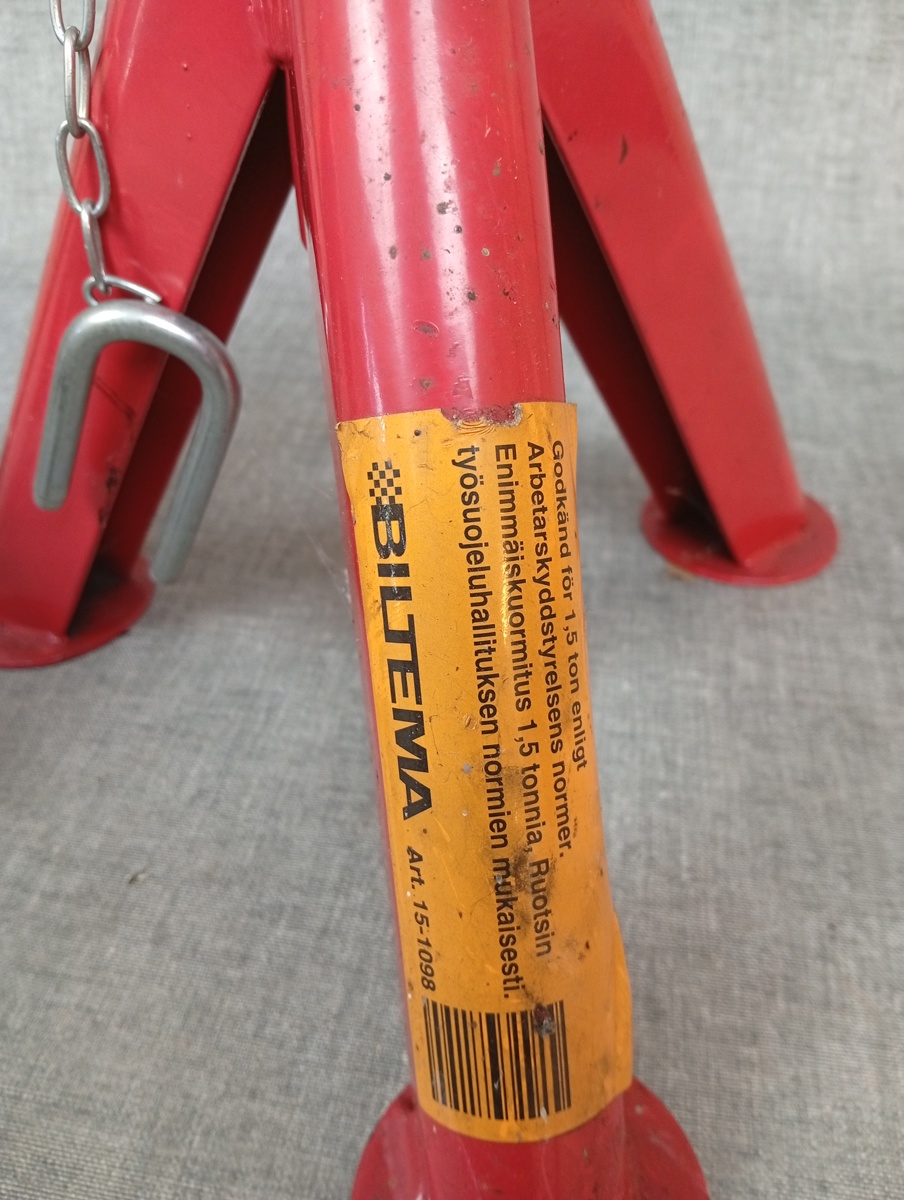 Godkänd för 1,5 ton enligt
Arbetarskyddstyrelsens normer.
Enimmäiskuormitus 1,5 tonnia, Ruotsin
työsuojeluhallituksen normien mukaisesti.
BILTEMA Art. 15-1098